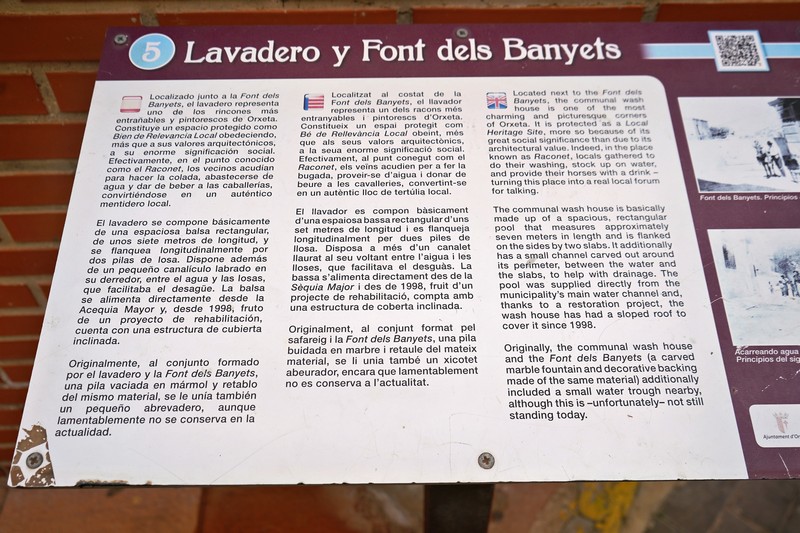 5 Lavadero y Font dels Banyets
Localizado junto a la Font dels
Banyets, el lavadero representa
uno de los rincones más
entrañables y pintorescos de Orxeta.
Constituye un espacio protegido como
Bien de Relevancia Local obedeciendo,
más que a sus valores arquitectónicos,
a su enorme significación social.
Efectivamente, en el punto conocido
como el Raconet, los vecinos acudían
para hacer la colada, abastecerse de
agua y dar de beber a las caballerías,
convirtiéndose en un auténtico
mentidero local.
El lavadero se compone básicamente
de una espaciosa balsa rectangular,
de unos siete metros de longitud, y
se flanquea longitudinalmente por
dos pilas de losa. Dispone además
de un pequeño canalículo labrado en
su derredor, entre el agua y las losas,
que facilitaba el desagüe. La balsa
se alimenta directamente desde la
Acequia Mayor y, desde 1998, fruto
de un proyecto de rehabilitación,
cuenta con una estructura de cubierta
inclinada.
Originalmente, al conjunto formado
por el lavadero y la Font dels Banyets,
una pila vaciada en mármol y retablo
del mismo material, se le unía también
un pequeño abrevadero, aunque
lamentablemente no se conserva en la
actualidad.
Localitzat al costat de la
Font dels Banyets, el llavador
representa un dels racons més
entranyables i pintorescs d'Orxeta.
Constitueix un espai protegit com
Bé de Rellevància Local obeint, més
que als seus valors arquitectònics,
a la seua enorme significació social.
Efectivament, al punt conegut com el
Raconet, els veïns acudien per a fer la
bugada, proveir-se d'aigua i donar de
beure a les cavalleries, convertint-se
en un autèntic lloc de tertúlia local.
El llavador es compon bàsicament
d'una espaiosa bassa rectangular d'uns
set metres de longitud i es flanqueja
longitudinalment per dues piles de
llosa. Disposa a més d'un canalet
llaurat al seu voltant entre l'aigua i les
lloses, que facilitava el desguàs. La
bassa s'alimenta directament des de la
Sèquia Major i des de 1998, fruit d'un
projecte de rehabilitació, compta amb
una estructura de coberta inclinada.
Originalment, al conjunt format pel
safareig i la Font dels Banyets, una pila
buidada en marbre i retaule del mateix
material, se li unia també un xicotet
abeurador, encara que lamentablement
no es conserva a l'actualitat.
Located next to the Font dels
Banyets, the communal wash
house is one of the most
charming and picturesque corners
of Orxeta. It is protected as a Local
Heritage Site, more so because of its
great social significance than due to its
architectural value. Indeed, in the place
known as Raconet, locals gathered to
do their washing, stock up on water,
and provide their horses with a drink –
turning this place into a real local forum
for talking.
The communal wash house is basically
made up of a spacious, rectangular
pool that measures approximately
seven meters in length and is flanked
on the sides by two slabs. It additionally
has a small channel carved out around
its perimeter, between the water and
the slabs, to help with drainage. The
pool was supplied directly from the
municipality's main water channel and,
thanks to a restoration project, the
wash house has had a sloped roof to
cover it since 1998.
Originally, the communal wash house
and the Font dels Banyets (a carved
marble fountain and decorative backing
made of the same material) additionally
included a small water trough nearby,
although this is –unfortunately– not still
standing today.
Font dels Banyets. Principios
Acarreando agua
Principios del sig
Ajuntament d'Or